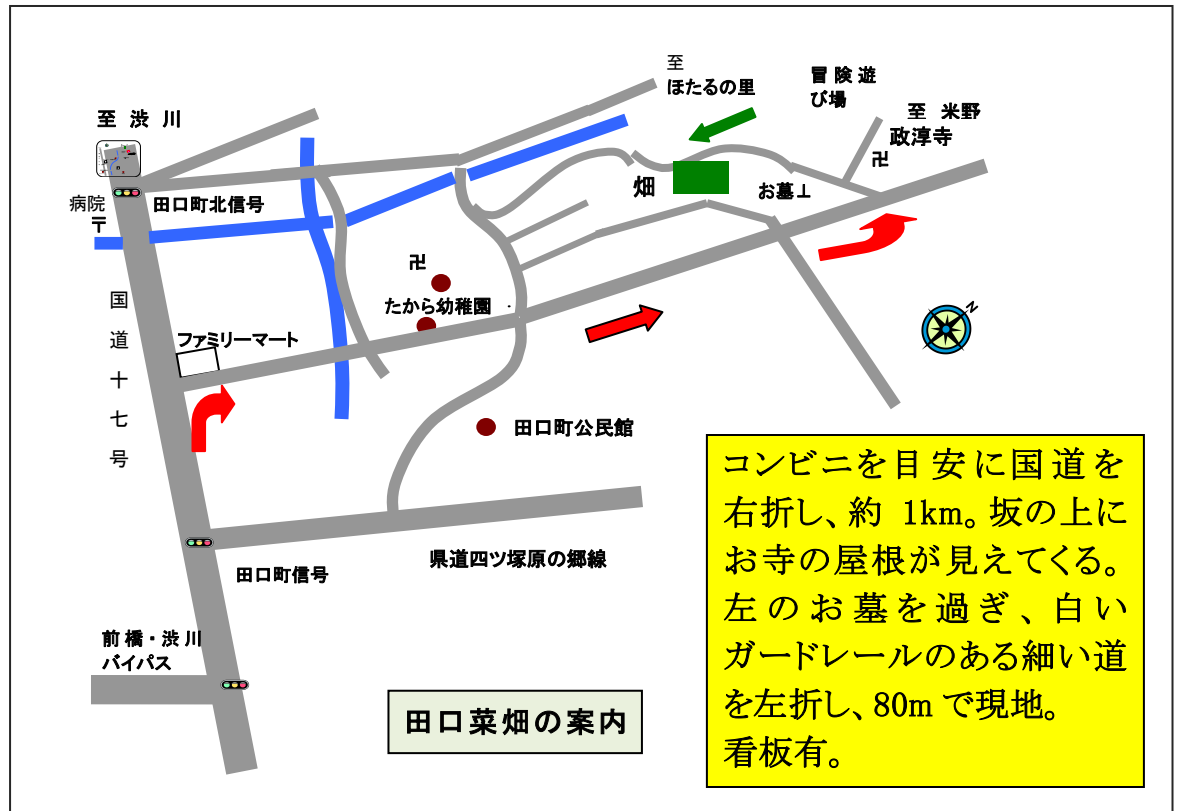 至
ほたるの里
冒険遊
び場
至 渋川
至 米野
政淳寺
卍
病院
〒
田口町北信号
畑
お墓⊥
卍
国道十七号
たから幼稚園
N
ファミリーマート
田口町公民館
県道四ツ塚原の郷線
田口町信号
前橋・渋川
バイパス
田口菜畑の案内
コンビニを目安に国道を
右折し、約 1km。坂の上に
お寺の屋根が見えてくる。
左のお墓を過ぎ、白い
ガードレールのある細い道
を左折し、80m で現地。
看板有。